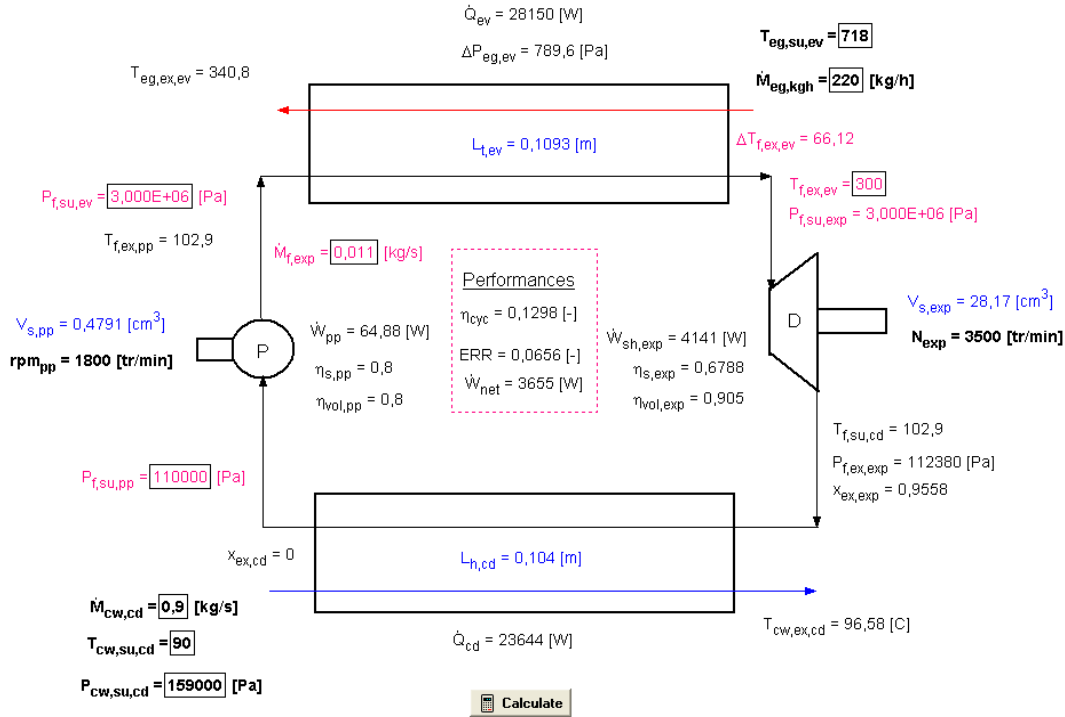 Q̇ev = 28150 [W]
ΔPeg,ev = 789,6 [Pa]
Teg,su,ev = 718
Ṁeg,kgh = 220 [kg/h]
Teg,ex,ev = 340,8
Lt,ev = 0,1093 [m]
ΔTf,ex,ev = 66,12
Pf,su,ev = 3,000E+06 [Pa]
Tf,ex,ev = 300
Pf,su,exp = 3,000E+06 [Pa]
Tf,ex,pp = 102,9
Ṁf,exp = 0,011 [kg/s]
Performances
ηcyc = 0,1298 [-]
ERR = 0,0656 [-]
Ẇnet = 3655 [W]
Vs,pp = 0,4791 [cm³]
rpmpp = 1800 [tr/min]
P
Ẇpp = 64,88 [W]
ηs,pp = 0,8
ηvol,pp = 0,8
Ẇsh,exp = 4141 [W]
ηs,exp = 0,6788
ηvol,exp = 0,905
D
Vs,exp = 28,17 [cm³]
Nexp = 3500 [tr/min]
Tf,su,cd = 102,9
Pf,ex,exp = 112380 [Pa]
xex,exp = 0,9558
Pf,su,pp = 110000 [Pa]
xex,cd = 0
Lh,cd = 0,104 [m]
Ṁcw,cd = 0,9 [kg/s]
Tcw,su,cd = 90
Pcw,su,cd = 159000 [Pa]
Q̇cd = 23644 [W]
Tcw,ex,cd = 96,58 [C]
Calculate